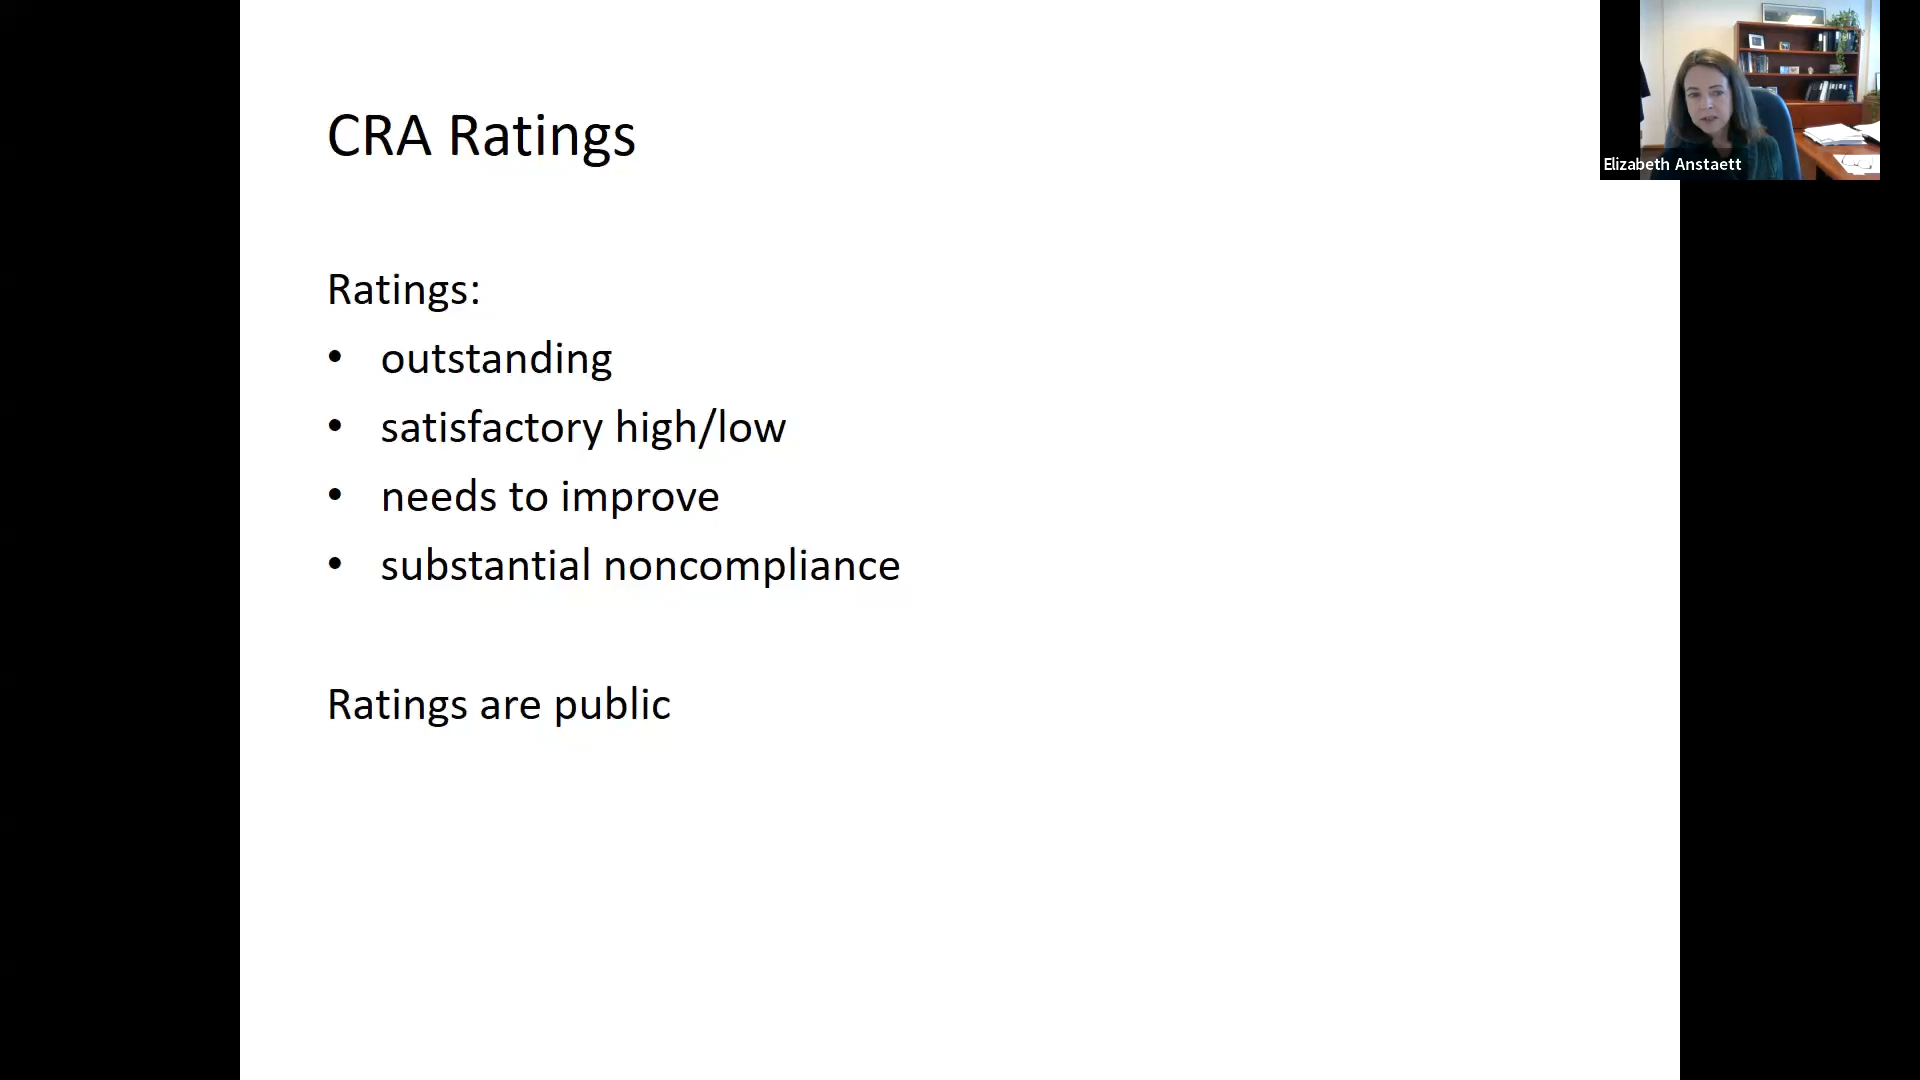 CRA Ratings
Elizabeth Anstaett
Ratings:
• outstanding
• satisfactory high/low
• needs to improve
• substantial noncompliance
Ratings are public